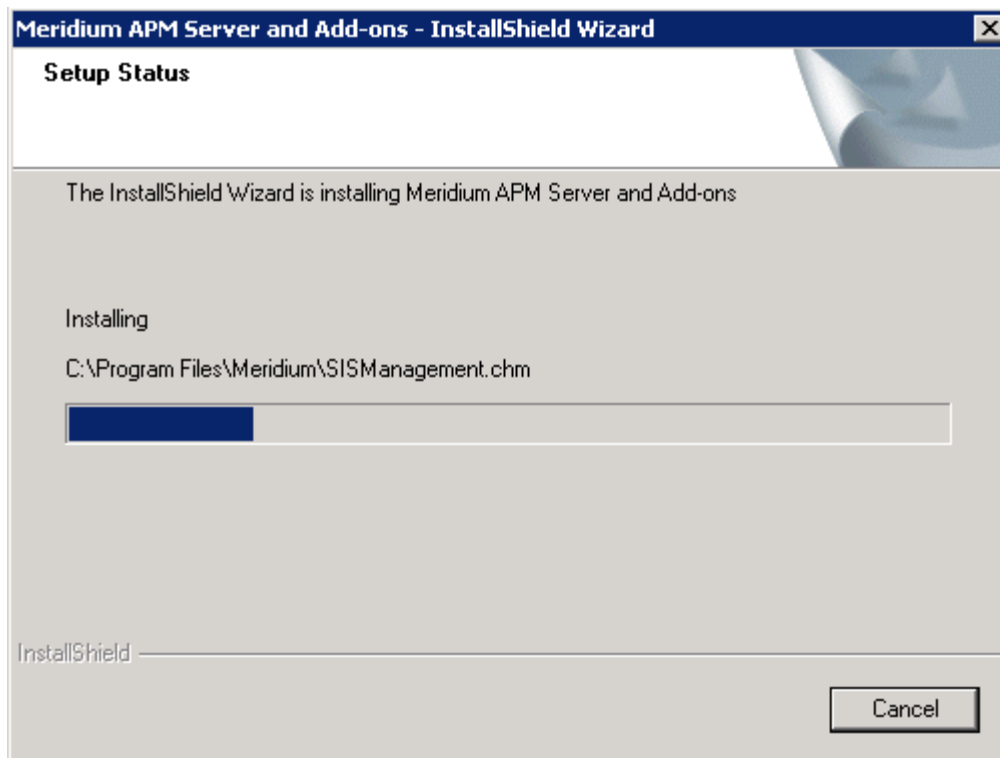 Meridium APM Server and Add-ons - InstallShield Wizard
Setup Status
The InstallShield Wizard is installing Meridium APM Server and Add-ons
Installing
C:\Program Files\Meridium\SISManagement.chm
InstallShield
Cancel